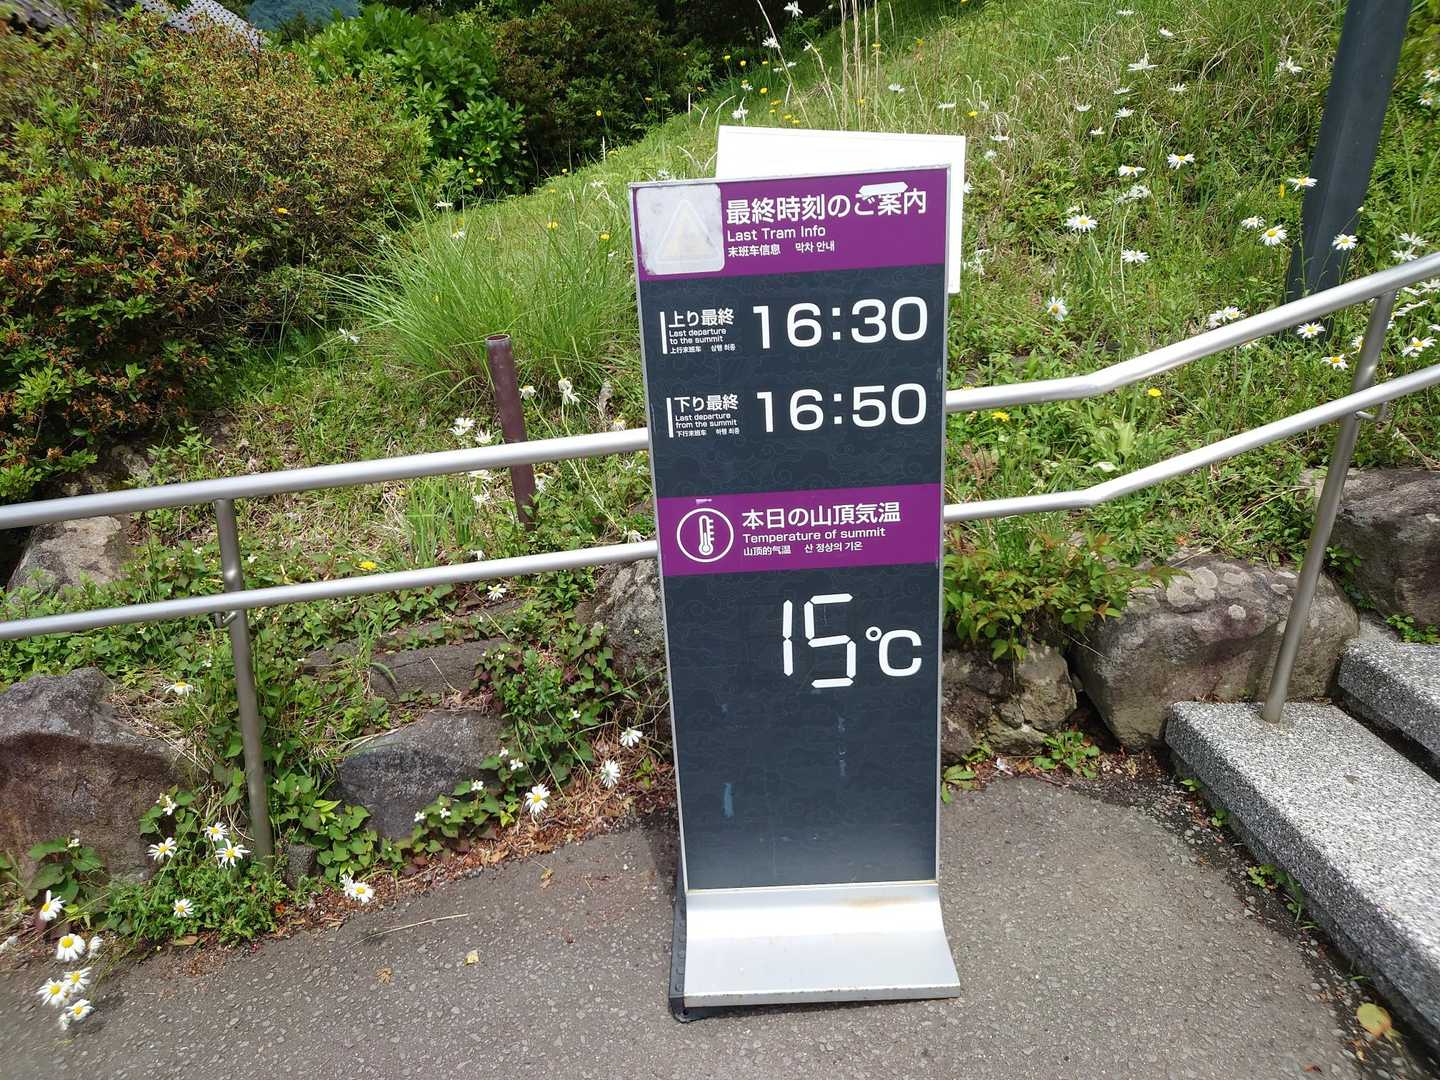 最終時刻のご案内
Last Tram Info
末班车信息 막차 안내
上り最終
Last departure
to the summit
上行末班车 상행 최종
16:30
下り最終
Last departure
from the summit
下行末班车 하행 최종
16:50
本日の山頂気温
Temperature of summit
山顶的气温 산 정상의 기온
15℃